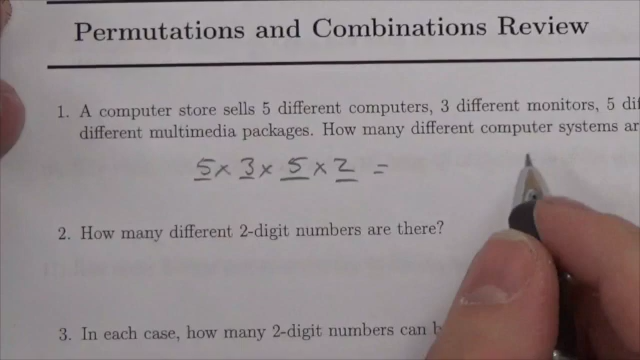 Permutations and Combinations Review
1. A computer store sells 5 different computers, 3 different monitors, 5
different multimedia packages. How many different computer systems
5 x 3 x 5 x 2 =
2. How many different 2-digit numbers are there?
3. In each case, how many 2-digit numbers can